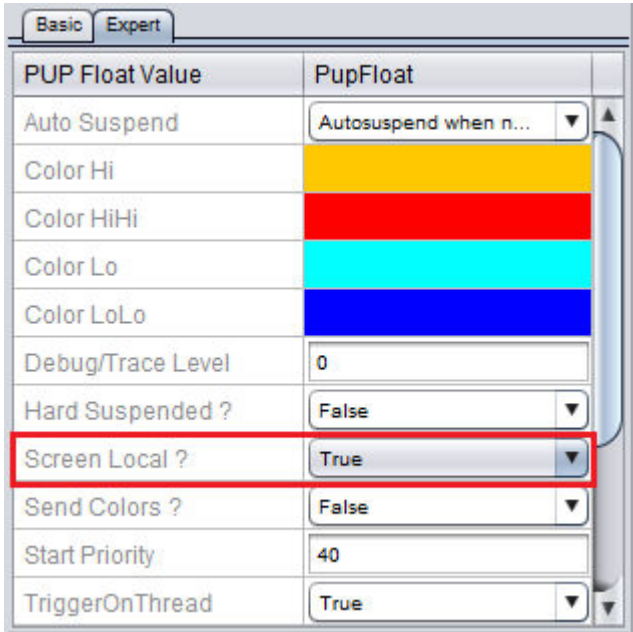 Basic Expert
PUP Float Value PupFloat
Auto Suspend Autosuspend when n...
Color Hi
Color HiHi
Color Lo
Color LoLo
Debug/Trace Level 0
Hard Suspended ? False
Screen Local ? True
Send Colors ? False
Start Priority 40
TriggerOnThread True